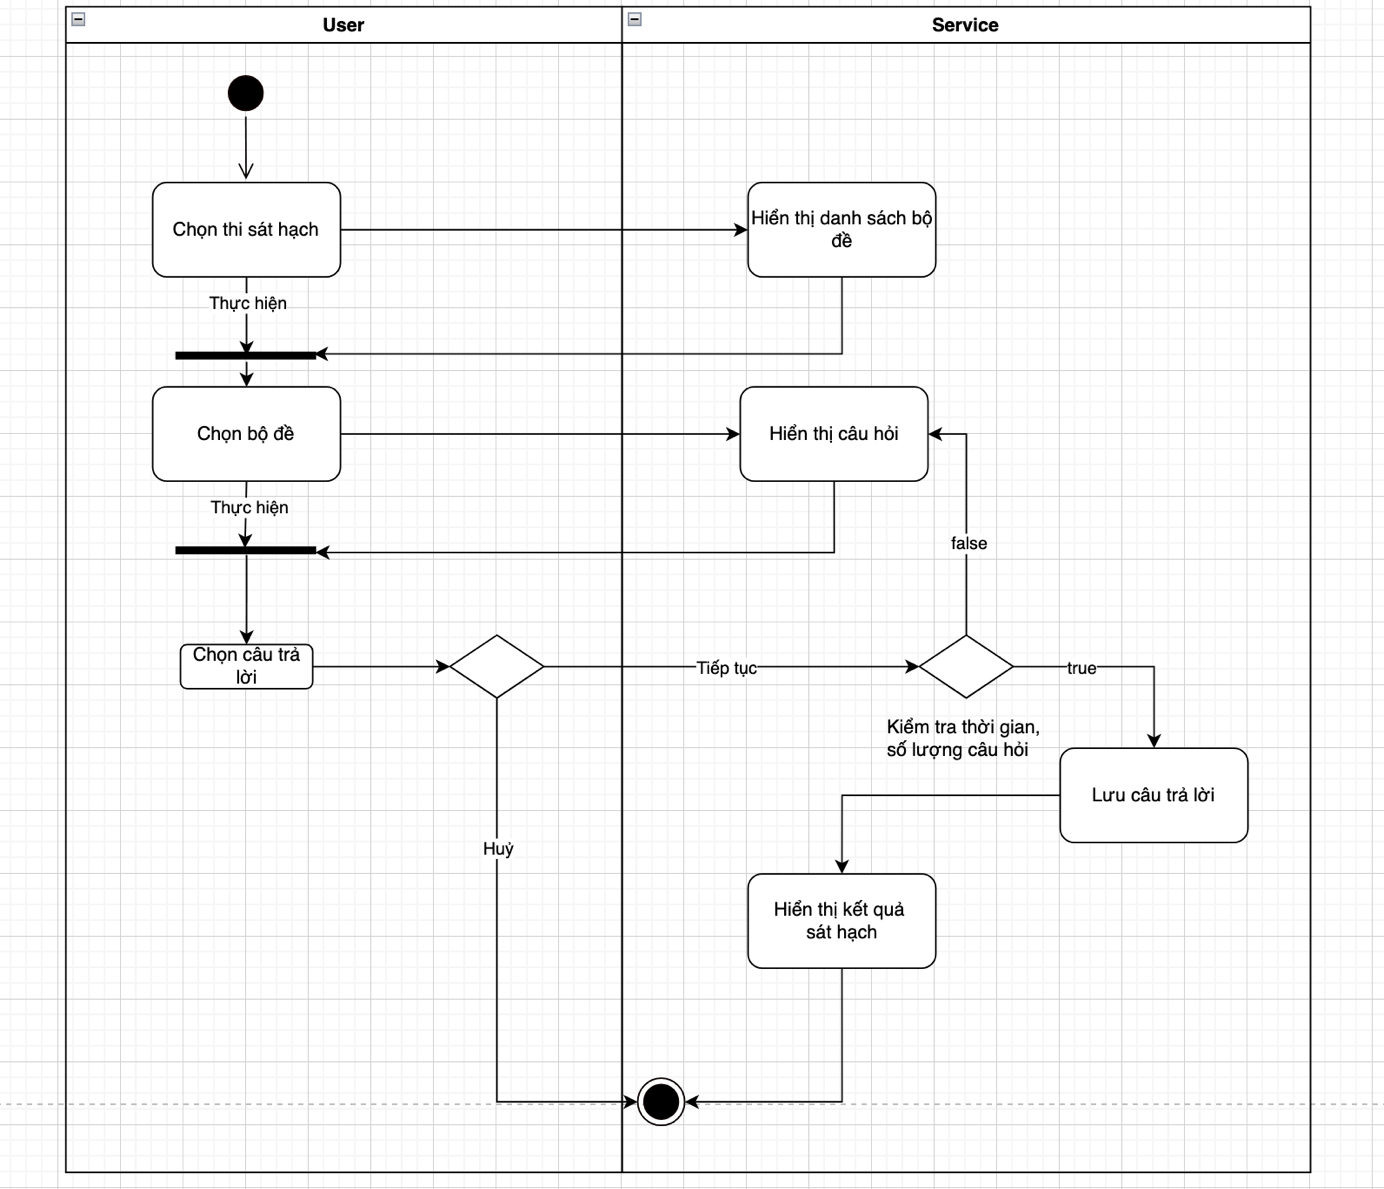 User
Service
Chọn thi sát hạch
Hiển thị danh sách bộ
đề
Thực hiện
Chọn bộ đề
Hiển thị câu hỏi
Thực hiện
false
Chọn câu trả
lời
Tiếp tục
true
Kiểm tra thời gian,
số lượng câu hỏi
Lưu câu trả lời
Huỷ
Hiển thị kết quả
sát hạch